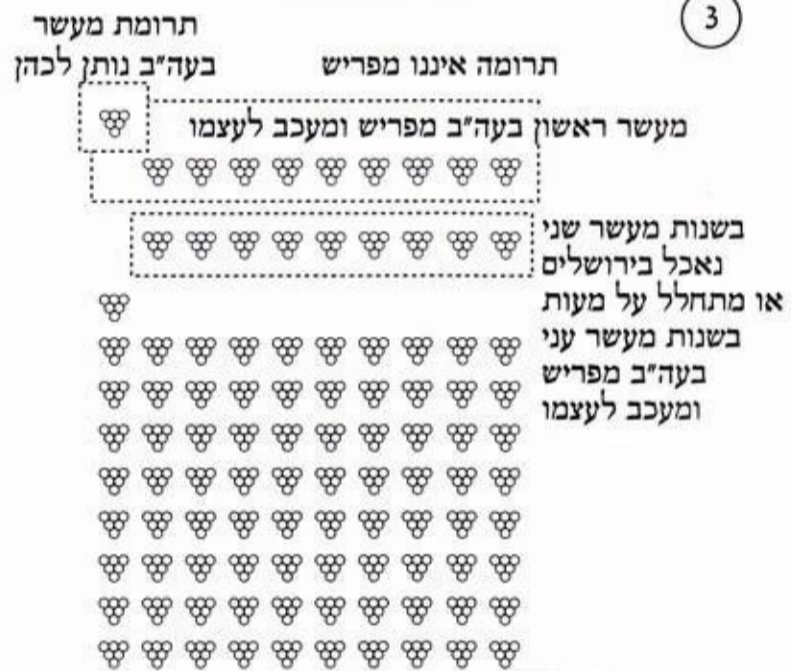 3
תרומת מעשר
בעה"ב נותן לכהן
תרומה איננו מפריש
מעשר ראשון בעה"ב מפריש ומעכב לעצמו
בשנות מעשר שני
נאכל בירושלים
או מתחלל על מעות
בשנות מעשר עני
בעה"ב מפריש
ומעכב לעצמו